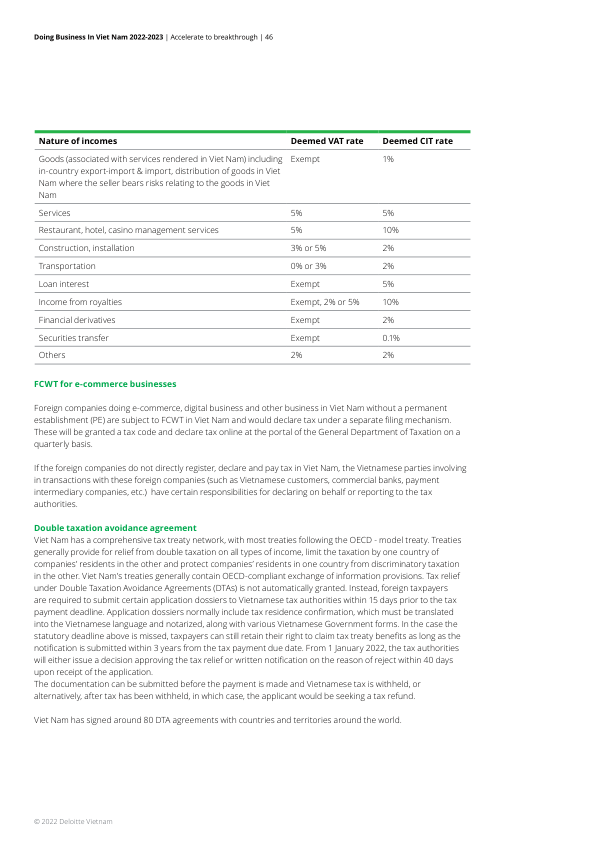 Doing Business In Viet Nam 2022-2023 | Accelerate to breakthrough | 46
Nature of incomes Deemed VAT rate Deemed CIT rate
Goods (associated with services rendered in Viet Nam) including Exempt 1%
in-country export-import & import, distribution of goods in Viet
Nam where the seller bears risks relating to the goods in Viet
Nam
Services 5% 5%
Restaurant, hotel, casino management services 5% 10%
Construction, installation 3% or 5% 2%
Transportation 0% or 3% 2%
Loan interest Exempt 5%
Income from royalties Exempt, 2% or 5% 10%
Financial derivatives Exempt 2%
Securities transfer Exempt 0.1%
Others 2% 2%
FCWT for e-commerce businesses
Foreign companies doing e-commerce, digital business and other business in Viet Nam without a permanent
establishment (PE) are subject to FCWT in Viet Nam and would declare tax under a separate filing mechanism.
These will be granted a tax code and declare tax online at the portal of the General Department of Taxation on a
quarterly basis.
If the foreign companies do not directly register, declare and pay tax in Viet Nam, the Vietnamese parties involving
in transactions with these foreign companies (such as Vietnamese customers, commercial banks, payment
intermediary companies, etc.) have certain responsibilities for declaring on behalf or reporting to the tax
authorities.
Double taxation avoidance agreement
Viet Nam has a comprehensive tax treaty network, with most treaties following the OECD - model treaty. Treaties
generally provide for relief from double taxation on all types of income, limit the taxation by one country of
companies' residents in the other and protect companies' residents in one country from discriminatory taxation
in the other. Viet Nam's treaties generally contain OECD-compliant exchange of information provisions. Tax relief
under Double Taxation Avoidance Agreements (DTAs) is not automatically granted. Instead, foreign taxpayers
are required to submit certain application dossiers to Vietnamese tax authorities within 15 days prior to the tax
payment deadline. Application dossiers normally include tax residence confirmation, which must be translated
into the Vietnamese language and notarized, along with various Vietnamese Government forms. In the case the
statutory deadline above is missed, taxpayers can still retain their right to claim tax treaty benefits as long as the
notification is submitted within 3 years from the tax payment due date. From 1 January 2022, the tax authorities
will either issue a decision approving the tax relief or written notification on the reason of reject within 40 days
upon receipt of the application.
The documentation can be submitted before the payment is made and Vietnamese tax is withheld, or
alternatively, after tax has been withheld, in which case, the applicant would be seeking a tax refund.
Viet Nam has signed around 80 DTA agreements with countries and territories around the world.
© 2022 Deloitte Vietnam